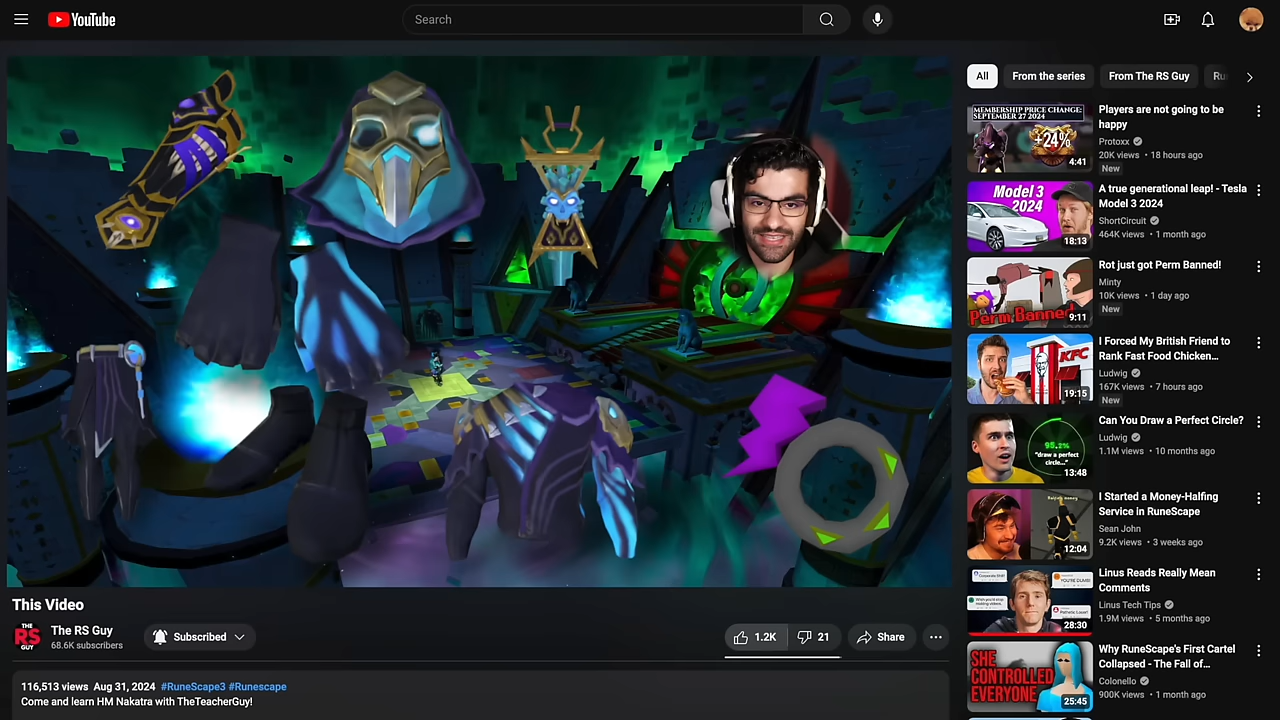 YouTube
Search
All
From the series
From The RS Guy
MEMBERSHIP PRICE CHANGE:
SEPTEMBER 27 2024
+24%
4:41
Players are not going to be
happy
Protoxx
20K views • 18 hours ago
New
Model 3
2024
18:13
A true generational leap! - Tesla
Model 3 2024
ShortCircuit
464K views • 1 month ago
Perm Banned
9:11
Rot just got Perm Banned!
Minty
10K views • 1 day ago
New
KFC
19:15
I Forced My British Friend to
Rank Fast Food Chicken…
Ludwig
167K views • 7 hours ago
New
"draw a perfect
circle..."
13:48
Can You Draw a Perfect Circle?
Ludwig
1.1M views • 10 months ago
12:04
I Started a Money-Halfing
Service in RuneScape
Sean John
9.2K views • 3 weeks ago
28:30
Linus Reads Really Mean
Comments
Linus Tech Tips
1.9M views • 5 months ago
SHE
CONTROLLED
EVERYONE
25:45
Why RuneScape's First Cartel
Collapsed - The Fall of…
Colonello
900K views • 1 month ago
This Video
THE
RS
GUY
The RS Guy
68.6K subscribers
Subscribed
1.2K
21
Share
116,513 views Aug 31, 2024 #RuneScape3 #Runescape
Come and learn HM Nakatra with TheTeacherGuy!